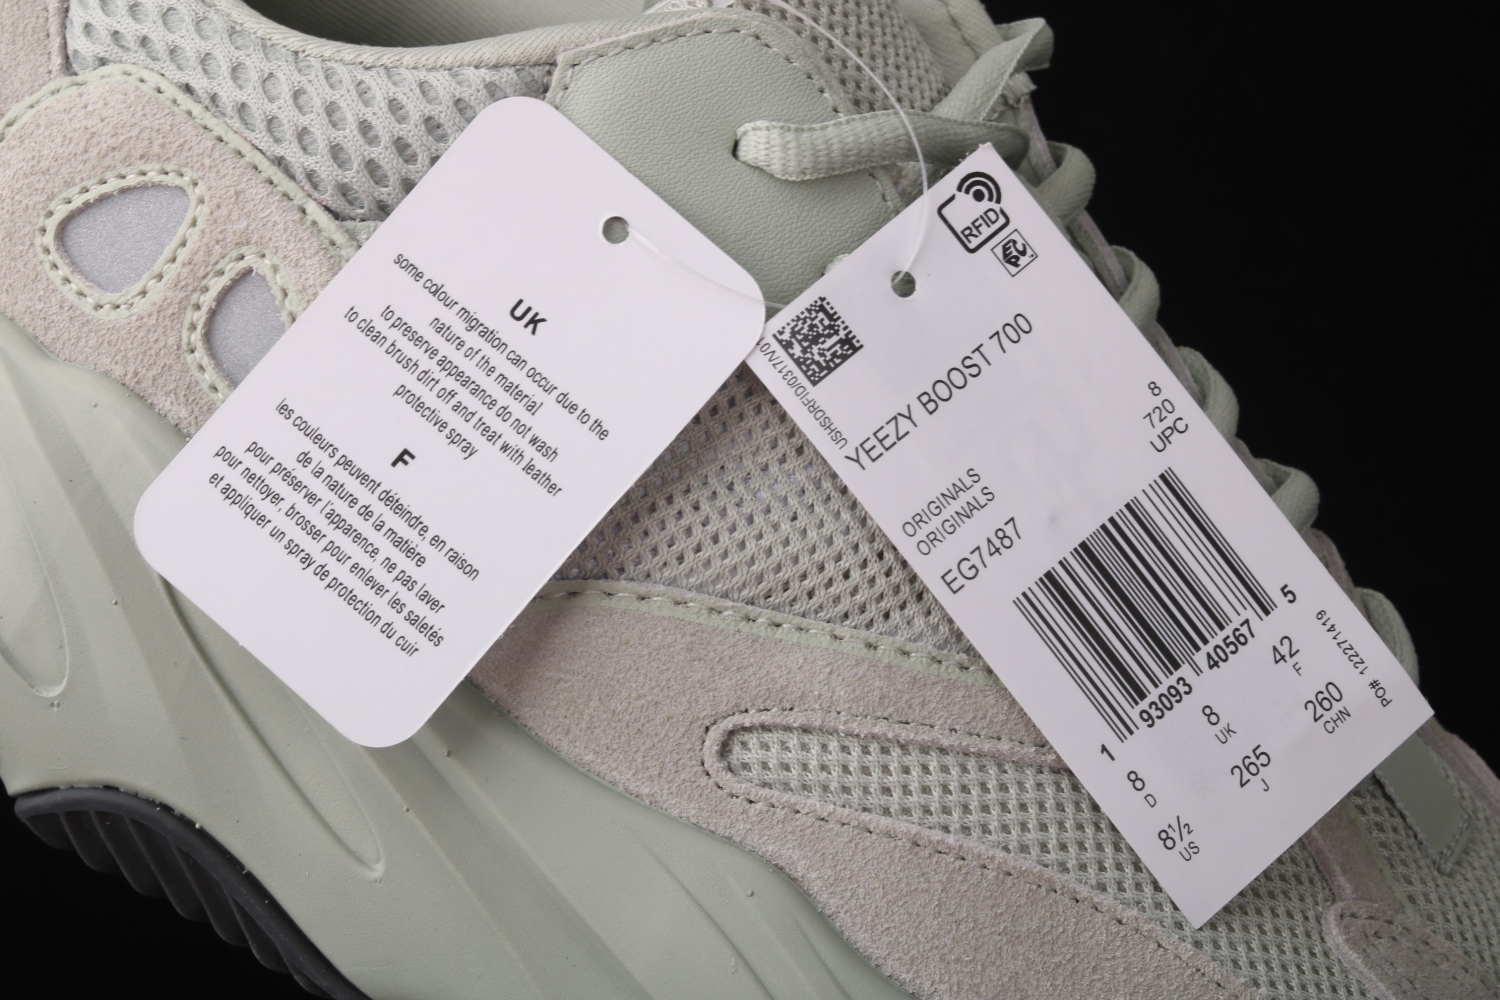 UK
some colour migration can occur due to the
nature of the material
to preserve appearance do not wash
to clean brush dirt off and treat with leather
protective spray
F
les couleurs peuvent déteindre, en raison
de la nature de la matière
pour préserver l'apparence, ne pas laver
pour nettoyer, brosser pour enlever les saletés
et appliquer un spray de protection du cuir
RFID
EPC
USHSDRFID/0317/V01
YEEZY BOOST 700
8
720
UPC
ORIGINALS
ORIGINALS
EG7487
1 93093 40567 5
8 D
8 UK
42 F
8½ US
265 J
260 CHN
PO# 122271419